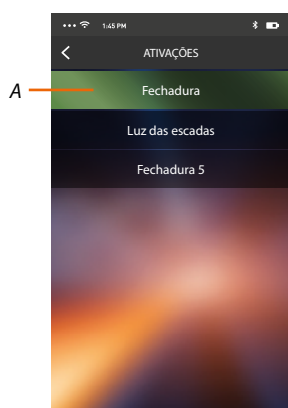 1:45 PM
ATIVAÇÕES
A
Fechadura
Luz das escadas
Fechadura 5